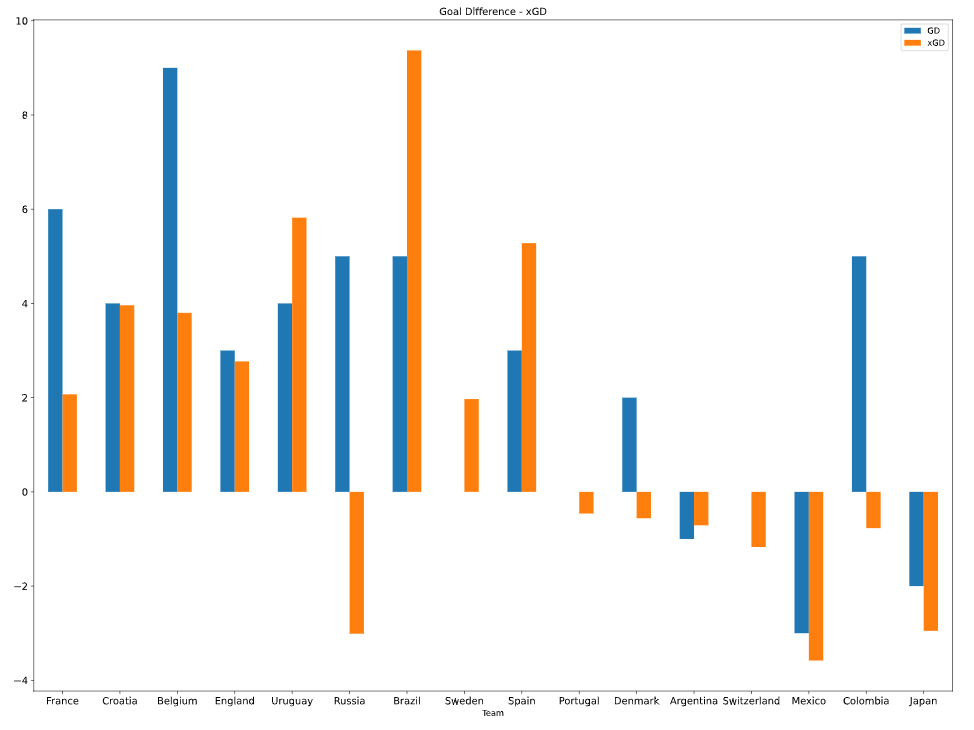 Goal Difference - xGD
GD
xGD
10
8
6
4
2
0
−2
−4
France Croatia Belgium England Uruguay Russia Brazil Sweden Spain Portugal Denmark Argentina Switzerland Mexico Colombia Japan
Team